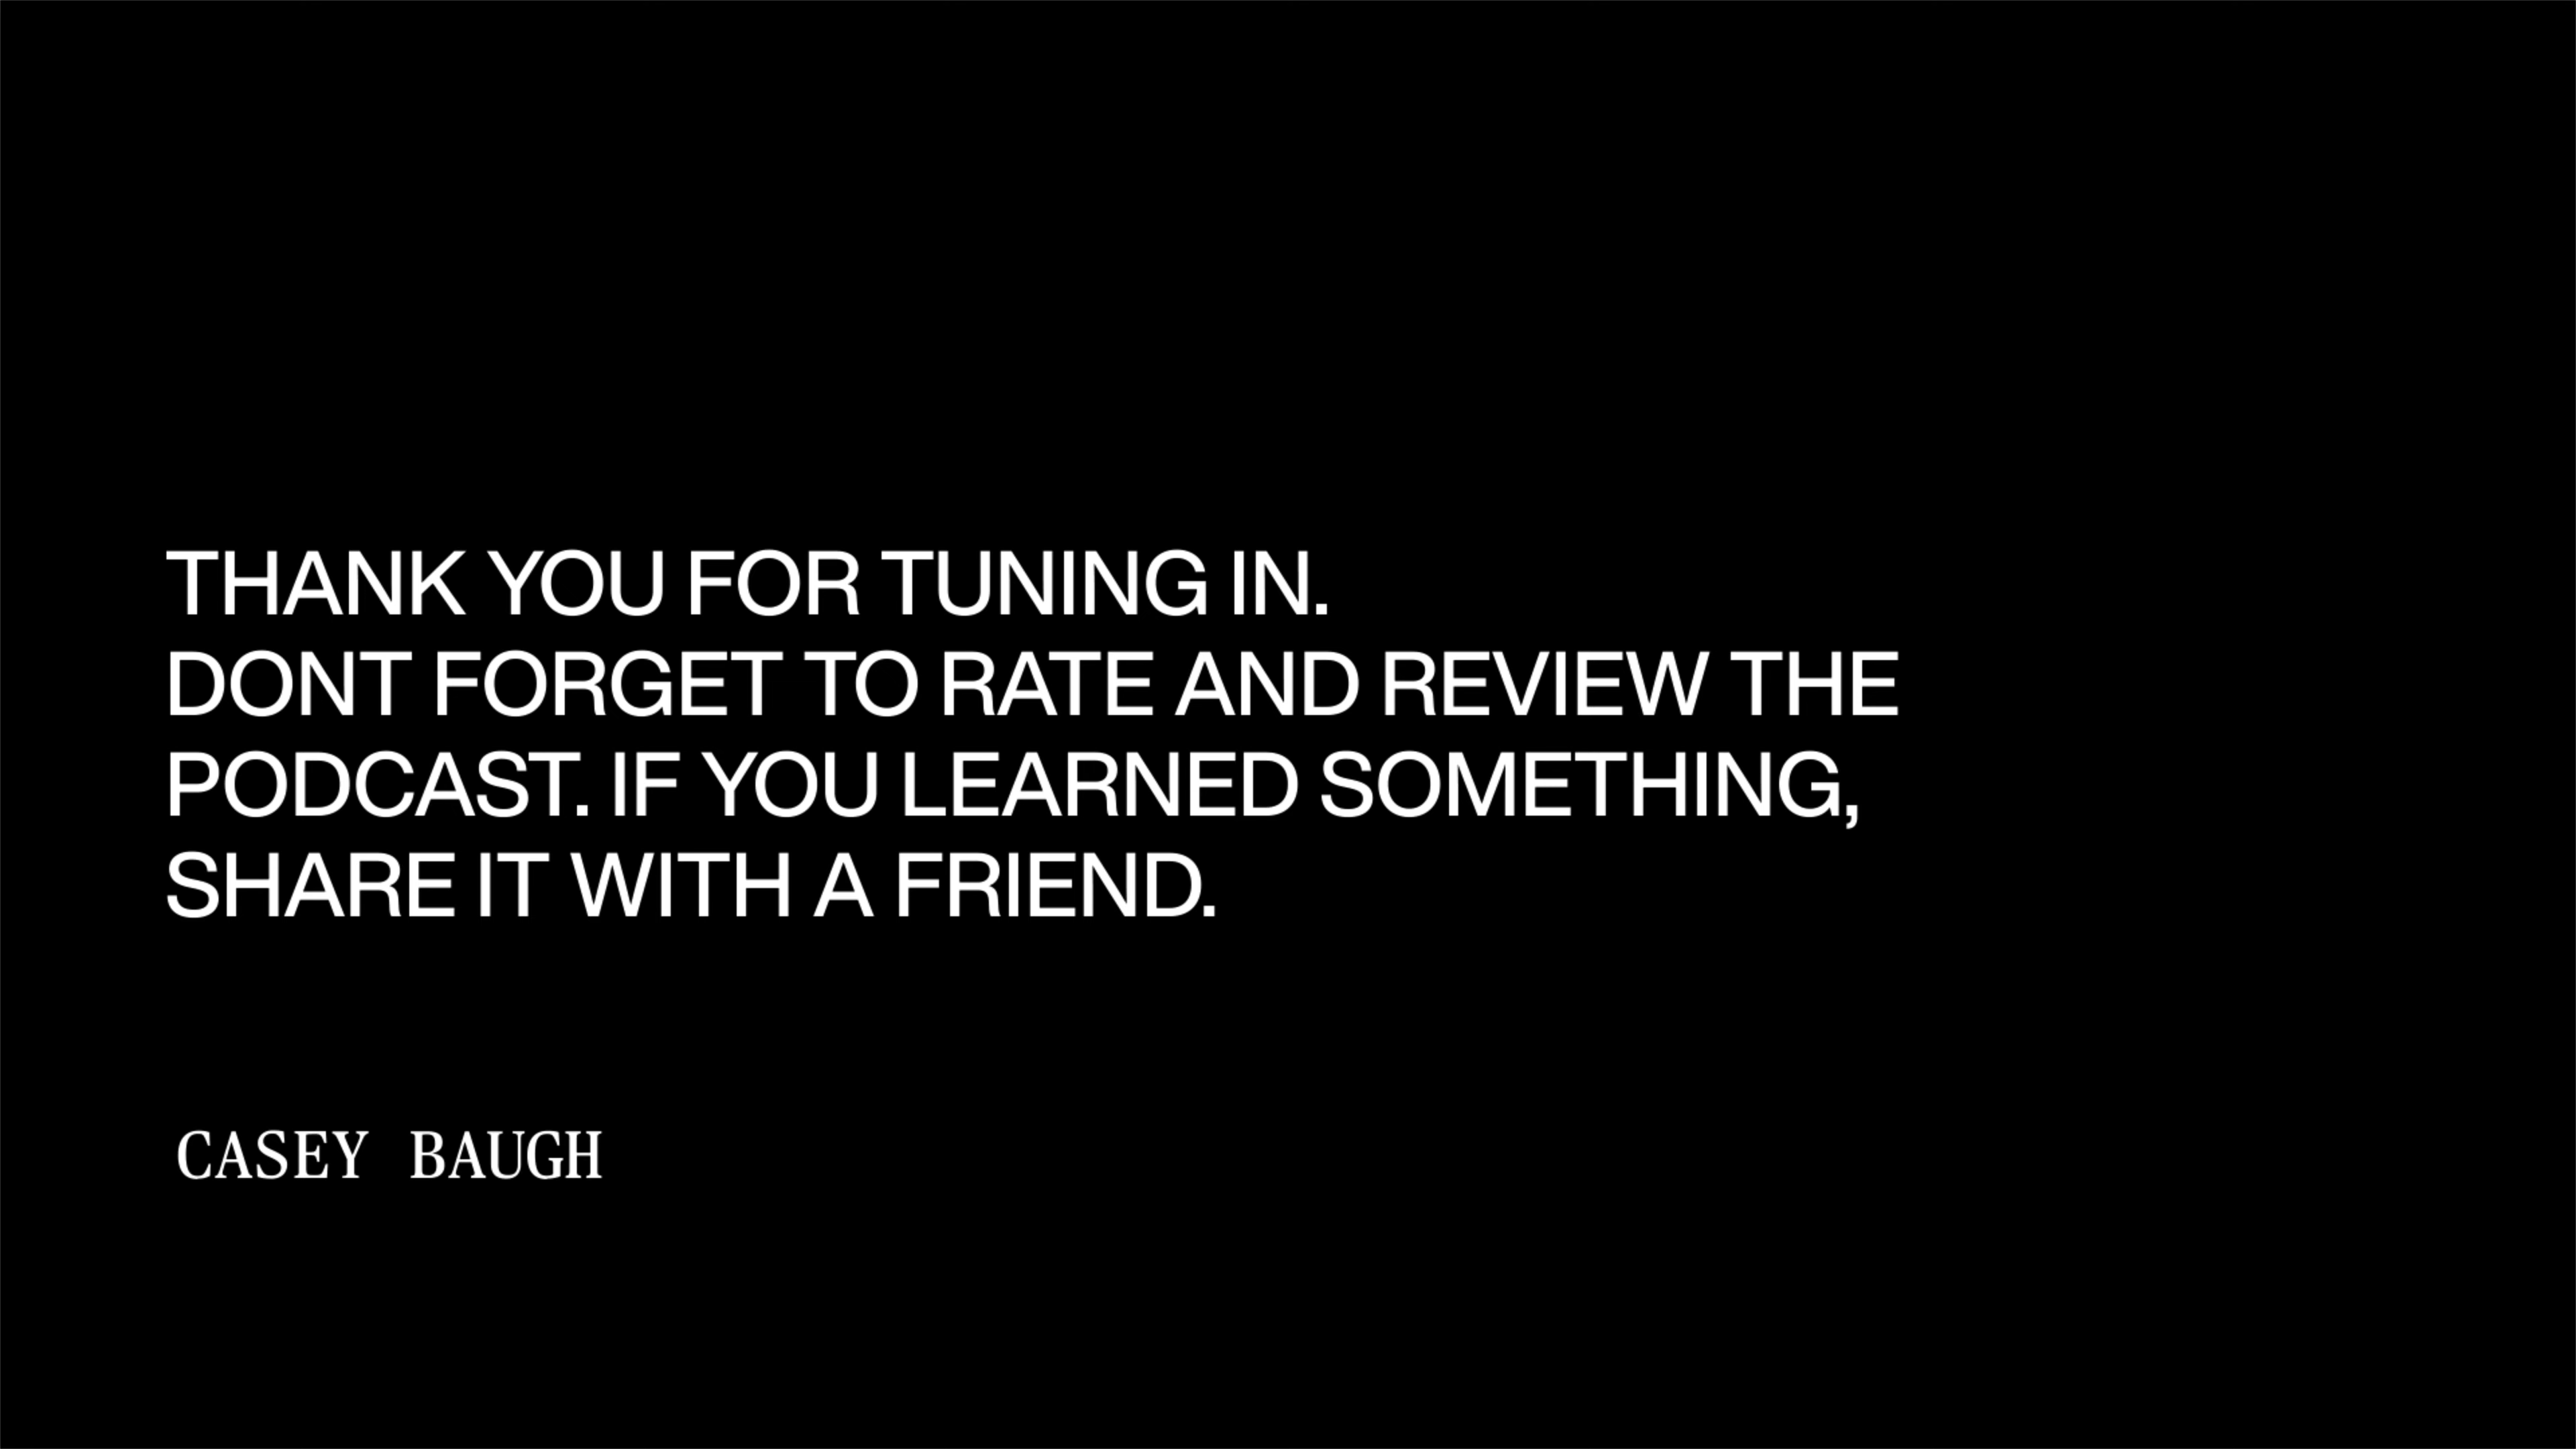 THANK YOU FOR TUNING IN.
DONT FORGET TO RATE AND REVIEW THE
PODCAST. IF YOU LEARNED SOMETHING,
SHARE IT WITH A FRIEND.
CASEY BAUGH